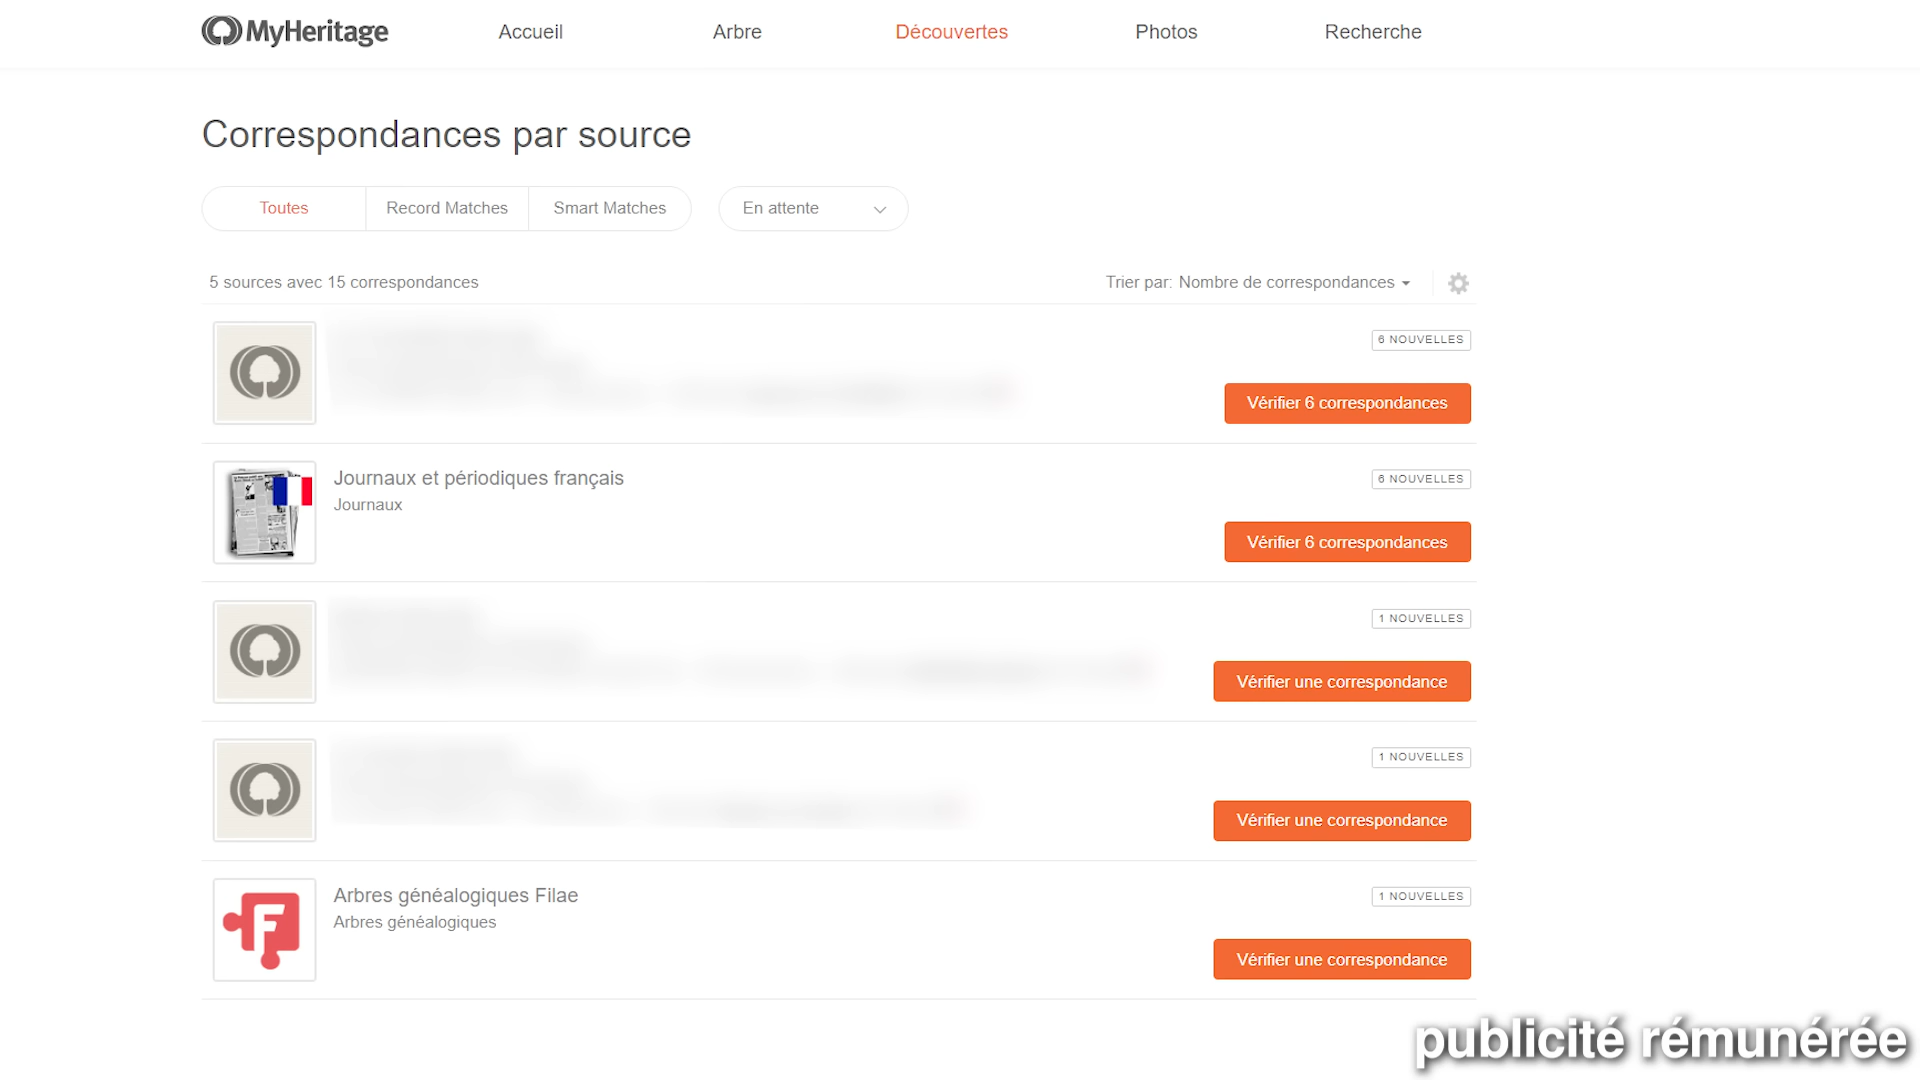 MyHeritage
Accueil
Arbre
Découvertes
Photos
Recherche
Correspondances par source
Toutes
Record Matches
Smart Matches
En attente
5 sources avec 15 correspondances
Trier par: Nombre de correspondances
6 NOUVELLES
Vérifier 6 correspondances
Journaux et périodiques français
Journaux
6 NOUVELLES
Vérifier 6 correspondances
1 NOUVELLES
Vérifier une correspondance
1 NOUVELLES
Vérifier une correspondance
F
Arbres généalogiques Filae
Arbres généalogiques
1 NOUVELLES
Vérifier une correspondance
publicité rémunérée